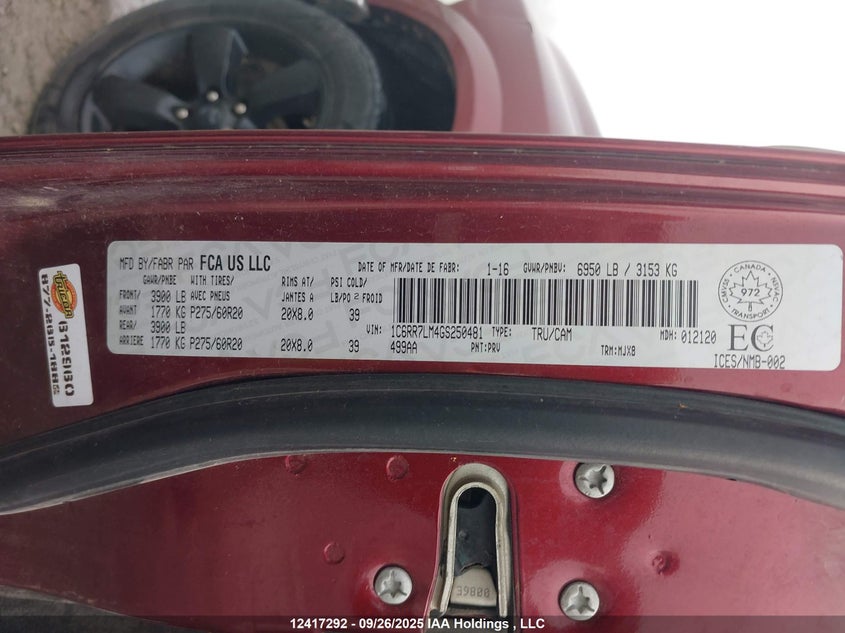 MFD BY/FABR PAR FCA US LLC
DATE OF MFR/DATE DE FABR: 1-16 GVWR/PNBV: 6950 LB / 3153 KG
GAWR/PNBE WITH TIRES/ RIMS AT/ PSI COLD/
FRONT/ 3900 LB AVEC PNEUS JANTES A LB/PO 2 FROID
AVANT 1770 KG P275/60R20 20X8.0 39
REAR/ 3900 LB
ARRIERE 1770 KG P275/60R20 20X8.0 39
VIN: 1C6RR7LM4GS250481 TYPE: TRU/CAM MDH: 012120
499AA PNT:PRV TRM:MJX8
CANADA
972
TRANSPORT
CMVSS NSVAC
EC
ICES/NMB-002
39800
12417292 - 09/26/2025 IAA Holdings , LLC